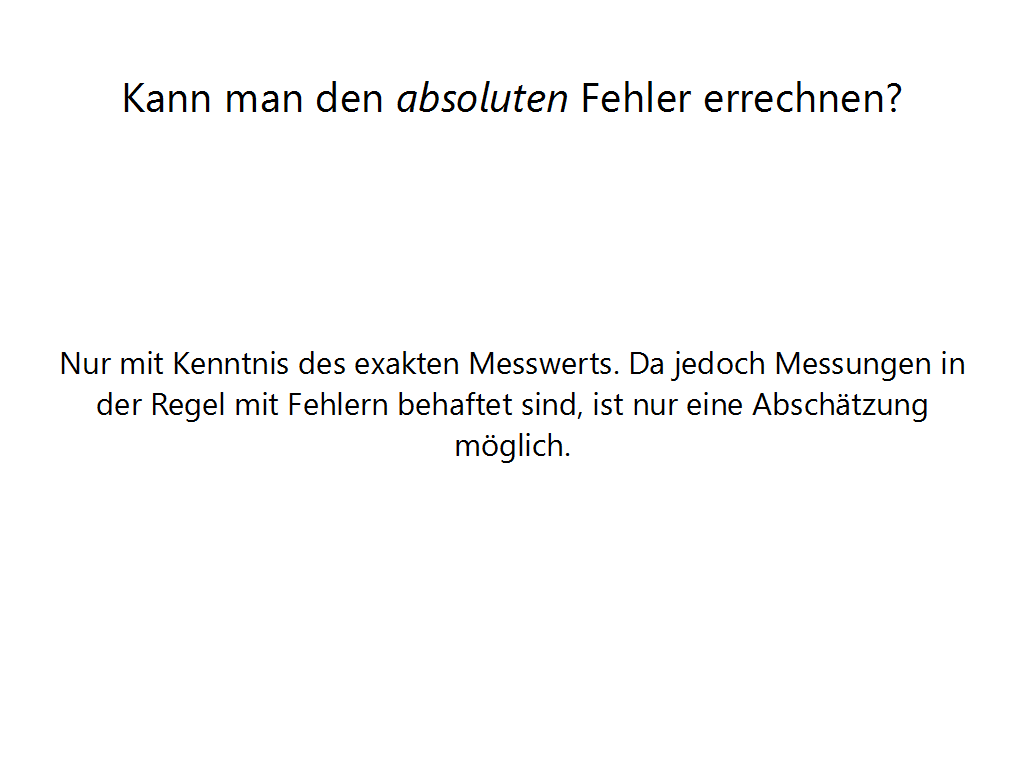 Kann man den absoluten Fehler errechnen?
Nur mit Kenntnis des exakten Messwerts. Da jedoch Messungen in
der Regel mit Fehlern behaftet sind, ist nur eine Abschätzung
möglich.